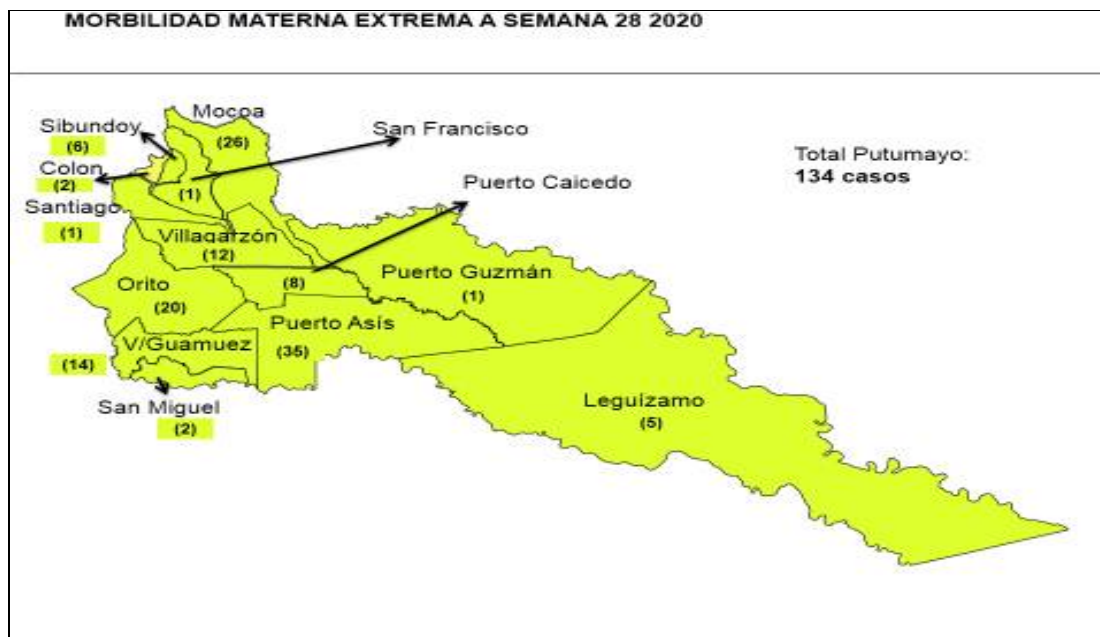 MORBILIDAD MATERNA EXTREMA A SEMANA 28 2020
Mocoa
(26)
Sibundoy
(6)
San Francisco
(1)
Colon
(2)
Santiago
(1)
Total Putumayo:
134 casos
Puerto Caicedo
(8)
Villagarzón
(12)
Puerto Guzmán
(1)
Orito
(20)
Puerto Asís
(35)
V/Guamuez
(14)
San Miguel
(2)
Leguízamo
(5)